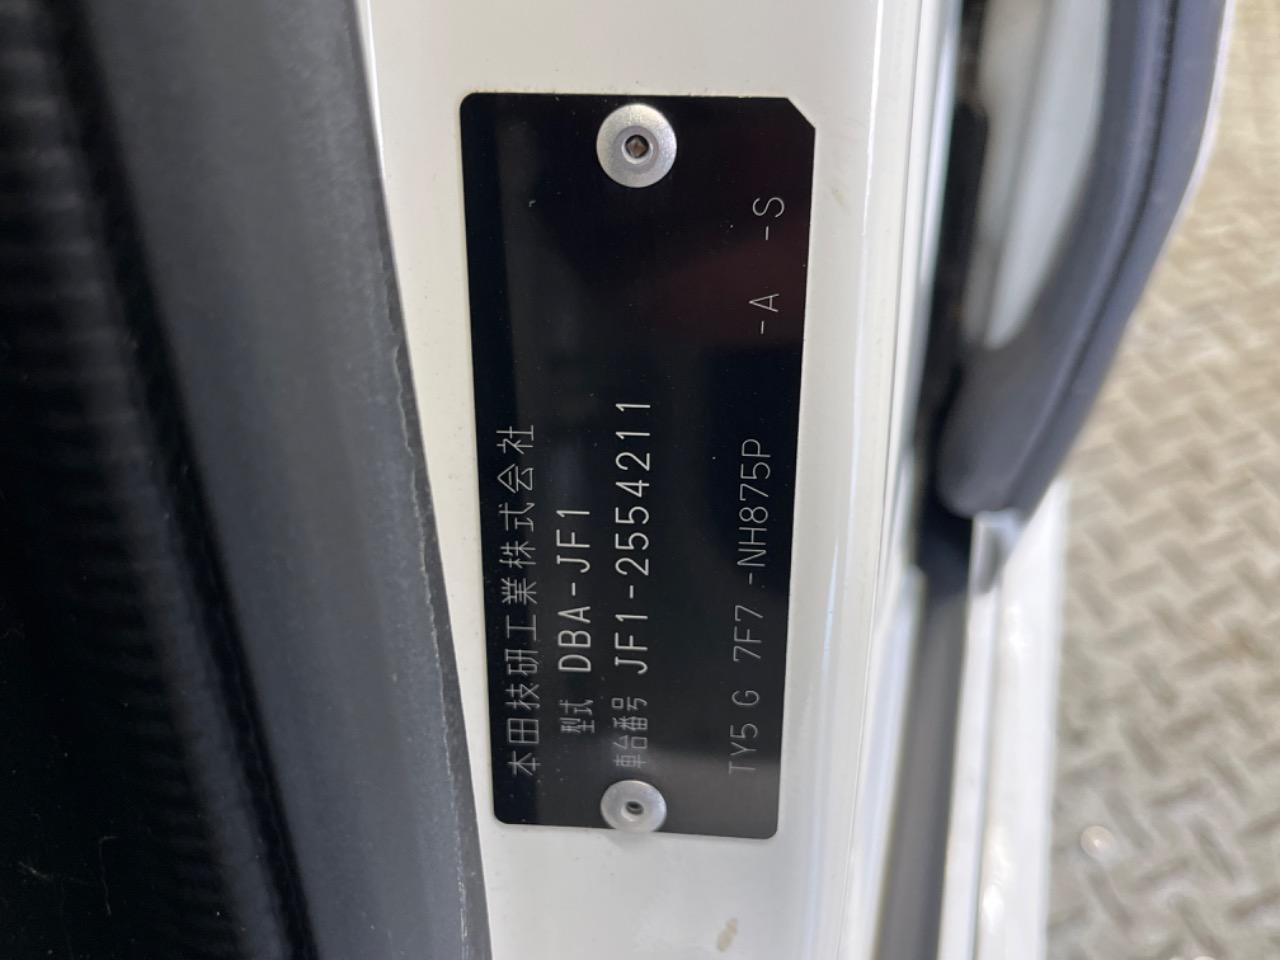 本田技研工業株式会社
型式 DBA-JF1
車台番号 JF1-2554211
TY5 G 7F7 -NH875P -A -S